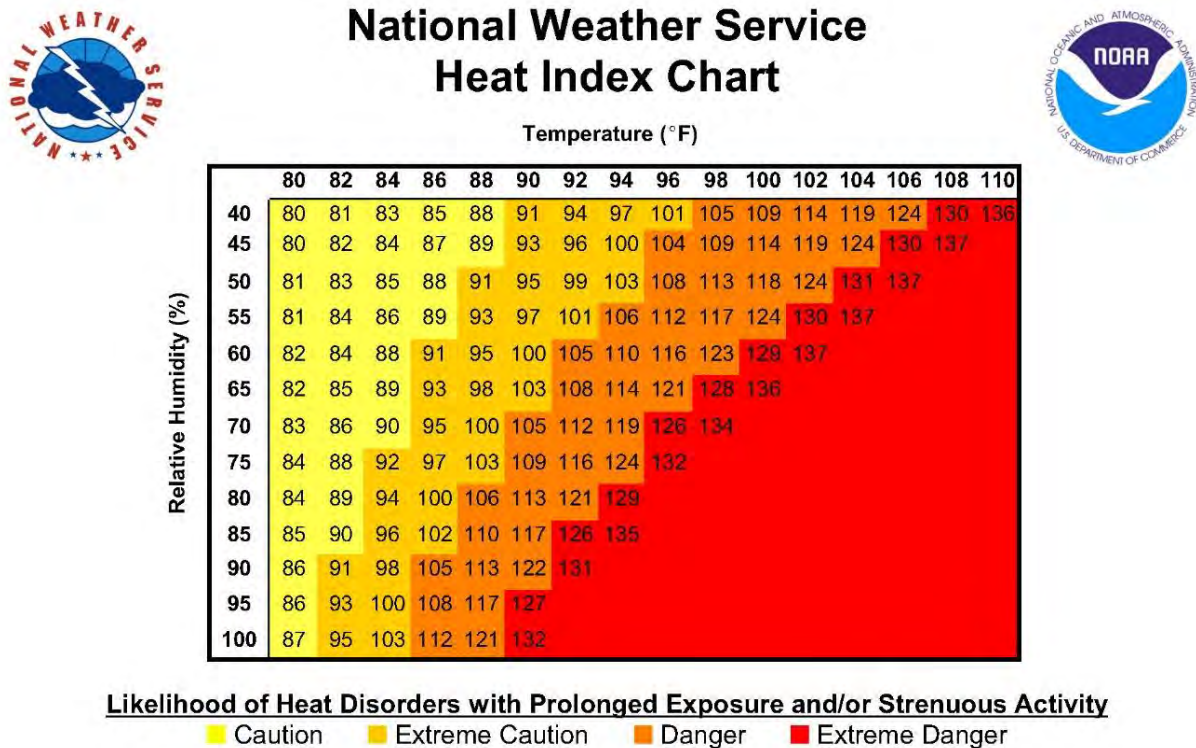 NATIONAL WEATHER SERVICE
National Weather Service
Heat Index Chart
NATIONAL OCEANIC AND ATMOSPHERIC ADMINISTRATION
NOAA
U.S. DEPARTMENT OF COMMERCE
Temperature (°F)
80 82 84 86 88 90 92 94 96 98 100 102 104 106 108 110
Relative Humidity (%)
40 80 81 83 85 88 91 94 97 101 105 109 114 119 124 130 136
45 80 82 84 87 89 93 96 100 104 109 114 119 124 130 137
50 81 83 85 88 91 95 99 103 108 113 118 124 131 137
55 81 84 86 89 93 97 101 106 112 117 124 130 137
60 82 84 88 91 95 100 105 110 116 123 129 137
65 82 85 89 93 98 103 108 114 121 128 136
70 83 86 90 95 100 105 112 119 126 134
75 84 88 92 97 103 109 116 124 132
80 84 89 94 100 106 113 121 129
85 85 90 96 102 110 117 126 135
90 86 91 98 105 113 122 131
95 86 93 100 108 117 127
100 87 95 103 112 121 132
Likelihood of Heat Disorders with Prolonged Exposure and/or Strenuous Activity
Caution Extreme Caution Danger Extreme Danger